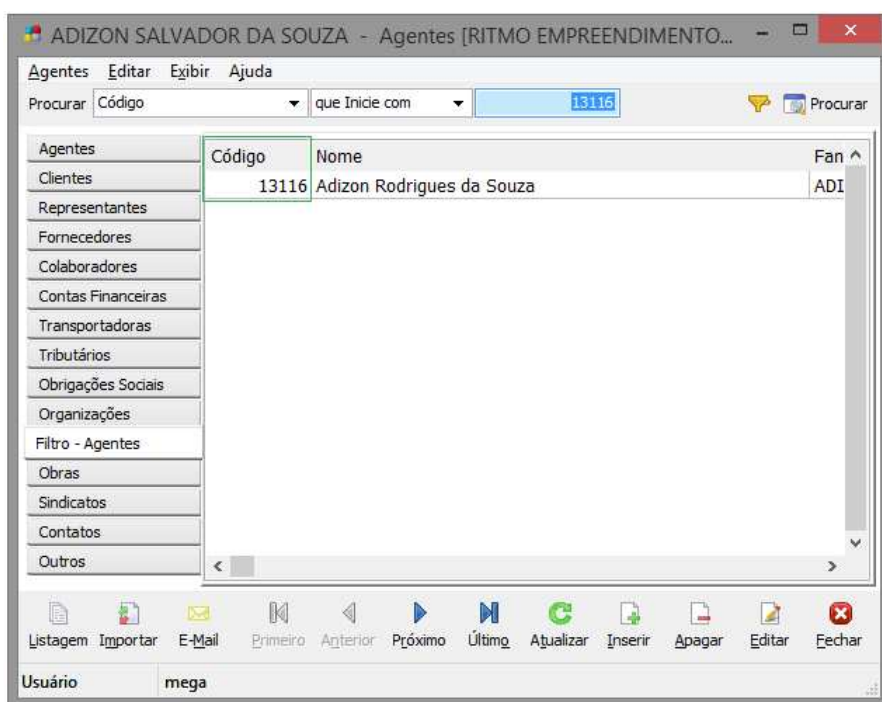 ADIZON SALVADOR DA SOUZA - Agentes [RITMO EMPREENDIMENTO...
Agentes Editar Exibir Ajuda
Procurar Código que Inicie com 13116 Procurar
Agentes
Clientes
Representantes
Fornecedores
Colaboradores
Contas Financeiras
Transportadoras
Tributários
Obrigações Sociais
Organizações
Filtro - Agentes
Obras
Sindicatos
Contatos
Outros
Código Nome Fan
13116 Adizon Rodrigues da Souza ADI
Listagem Importar E-Mail Primeiro Anterior Próximo Último Atualizar Inserir Apagar Editar Fechar
Usuário mega